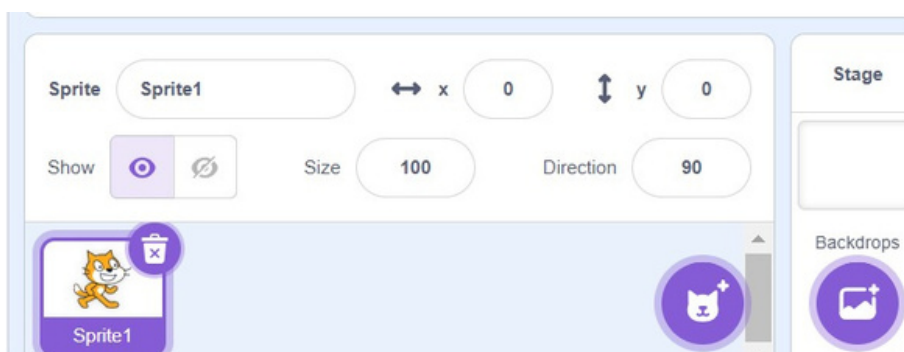 Sprite Sprite1 x 0 y 0
Show Size 100 Direction 90
Sprite1
Stage
Backdrops